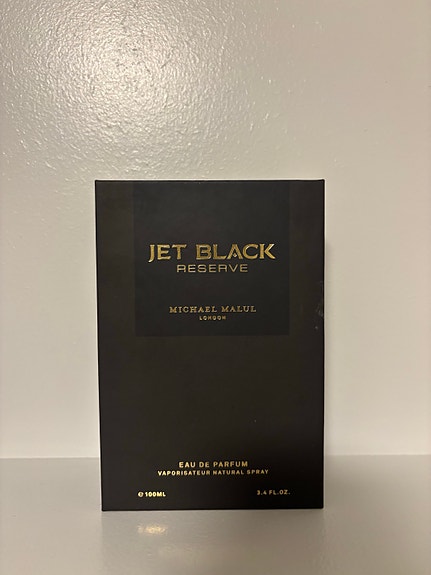 JET BLACK
RESERVE
MICHAEL MALUL
LONDON
EAU DE PARFUM
VAPORISATEUR NATURAL SPRAY
℮ 100ML 3.4 FL.OZ.